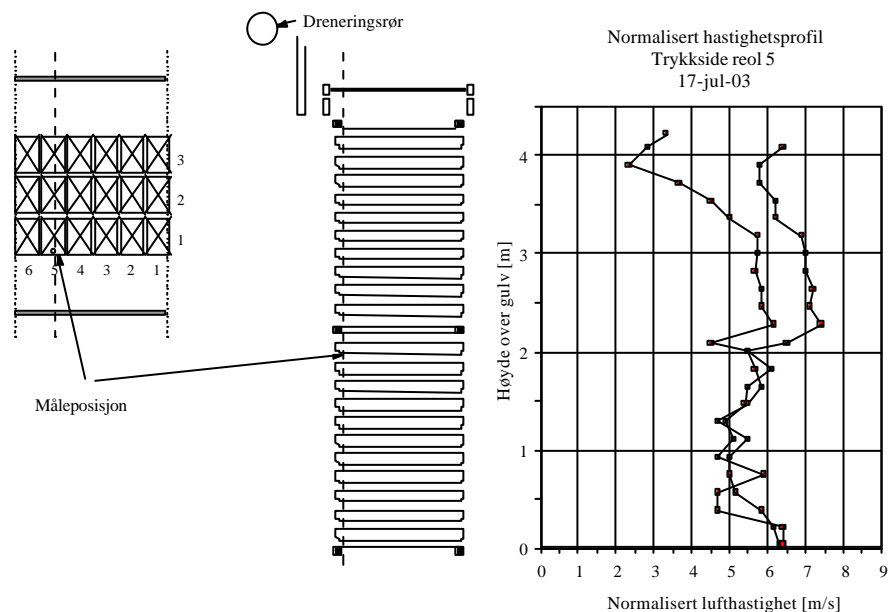 Dreneringsrør
3
2
1
6 5 4 3 2 1
Måleposisjon
Normalisert hastighetsprofil
Trykkside reol 5
17-jul-03
Høyde over gulv [m]
4
3
2
1
0
0 1 2 3 4 5 6 7 8 9
Normalisert lufthastighet [m/s]